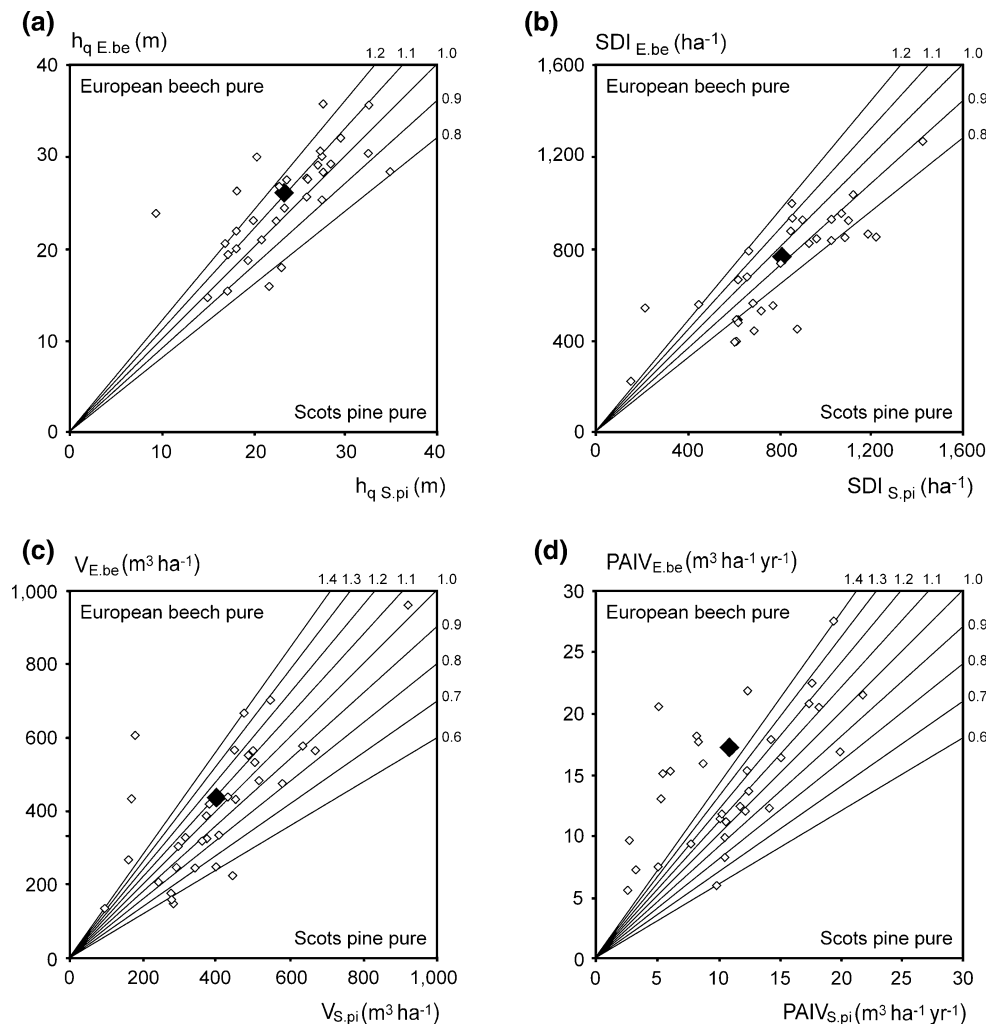 (a)
h_q E.be (m)
1.2 1.1 1.0
40
European beech pure
0.9
0.8
30
20
10
Scots pine pure
0
0 10 20 30 40
h_q S.pi (m)
(b)
SDI E.be (ha⁻¹)
1.2 1.1 1.0
1,600
European beech pure
0.9
0.8
1,200
800
400
Scots pine pure
0
0 400 800 1,200 1,600
SDI S.pi (ha⁻¹)
(c)
V E.be (m³ ha⁻¹)
1.4 1.3 1.2 1.1 1.0
1,000
European beech pure
0.9
0.8
800
0.7
0.6
600
400
200
Scots pine pure
0
0 200 400 600 800 1,000
V S.pi (m³ ha⁻¹)
(d)
PAIV E.be (m³ ha⁻¹ yr⁻¹)
1.4 1.3 1.2 1.1 1.0
30
European beech pure
0.9
25
0.8
0.7
20
0.6
15
10
5
Scots pine pure
0
0 5 10 15 20 25 30
PAIV S.pi (m³ ha⁻¹ yr⁻¹)